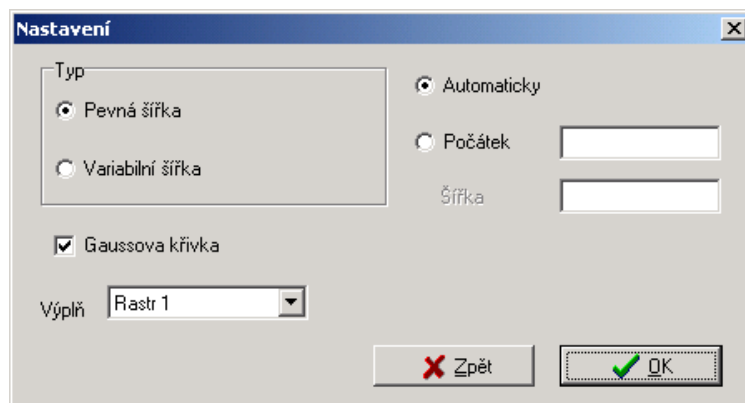 Nastavení
Typ
Pevná šířka
Variabilní šířka
Automaticky
Počátek
Šířka
Gaussova křivka
Výplň
Rastr 1
Zpět
OK